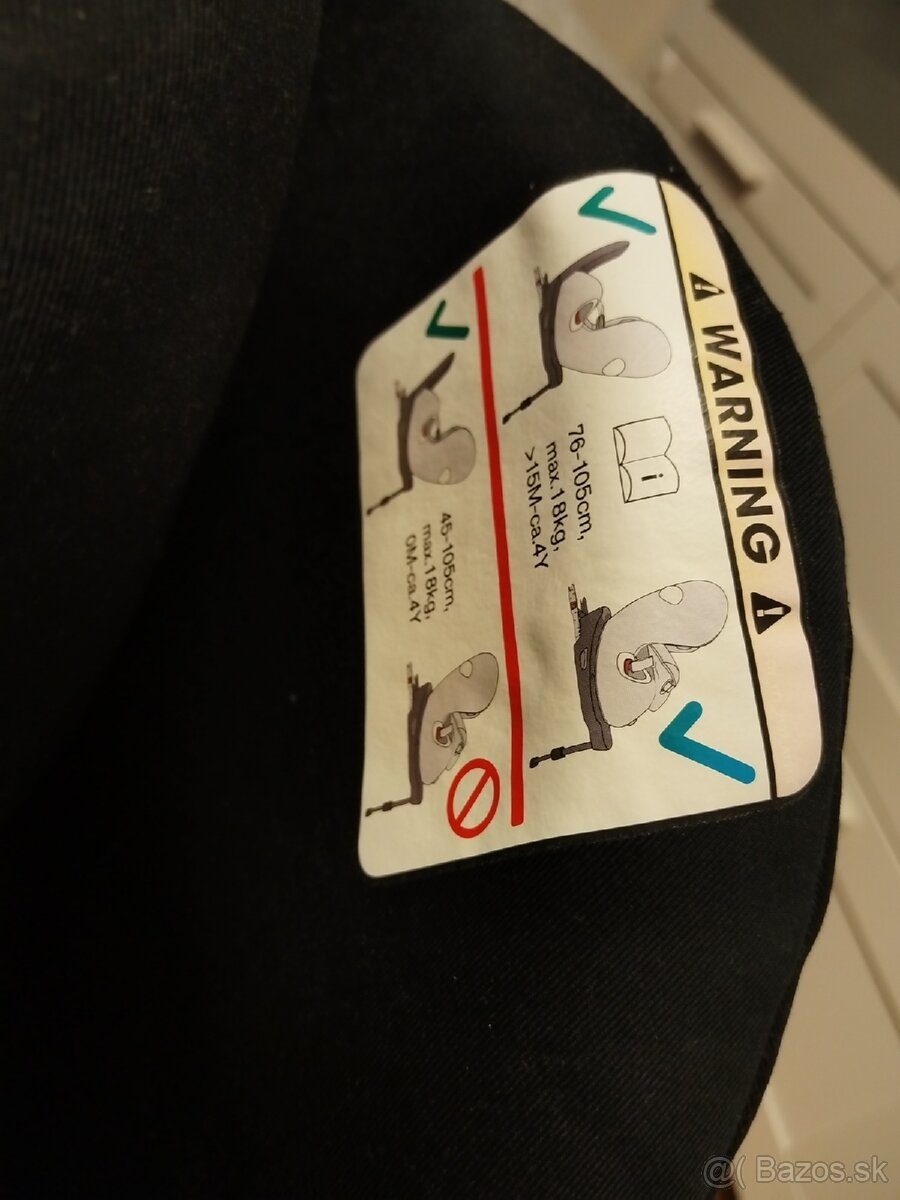 WARNING
i
76-105cm,
max.18kg,
>15M-ca.4Y
45-105cm,
max.18kg,
0M-ca.4Y
@( Bazos.sk